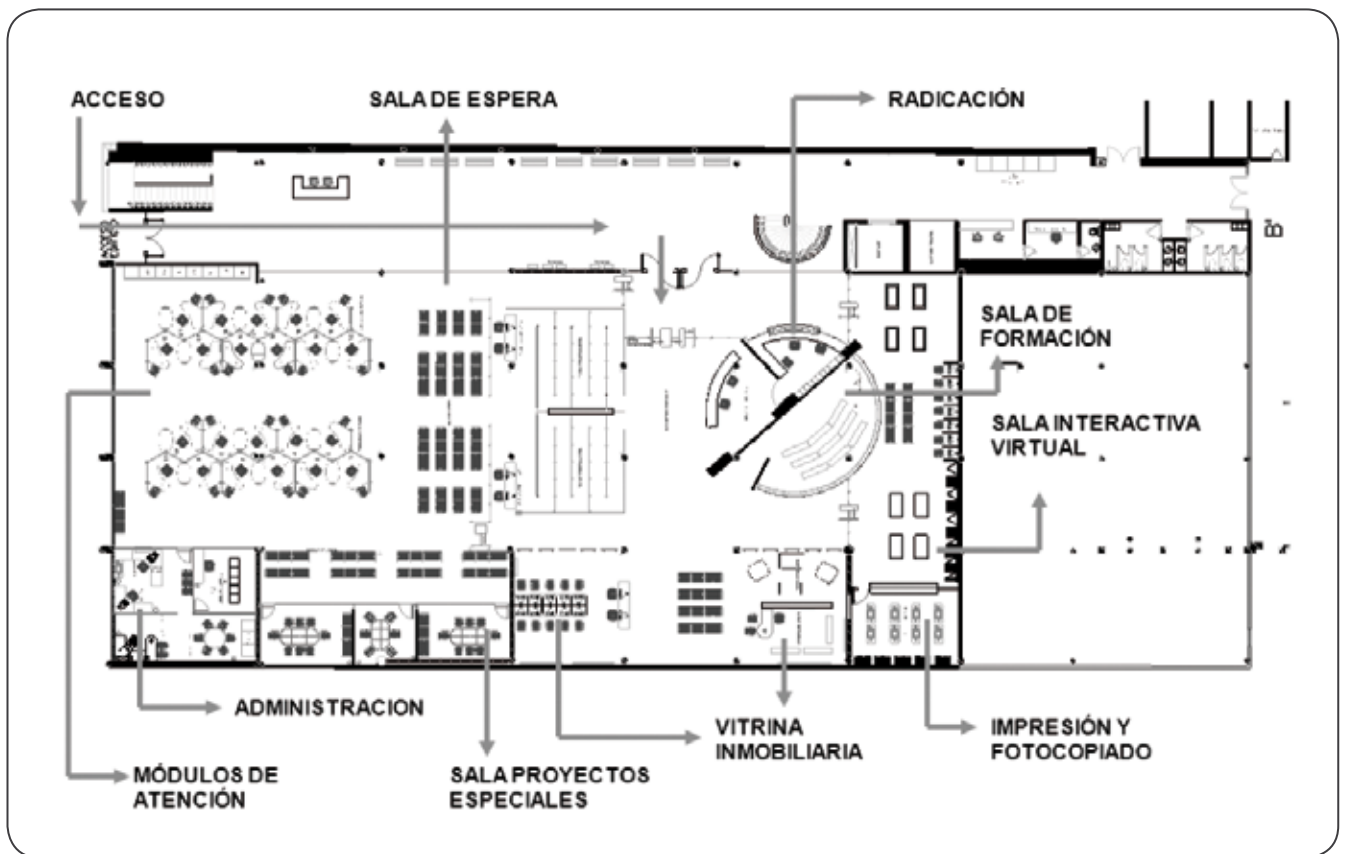 ACCESO
SALA DE ESPERA
RADICACIÓN
SALA DE
FORMACIÓN
SALA INTERACTIVA
VIRTUAL
ADMINISTRACION
VITRINA
INMOBILIARIA
IMPRESIÓN Y
FOTOCOPIADO
MÓDULOS DE
ATENCIÓN
SALA PROYECTOS
ESPECIALES